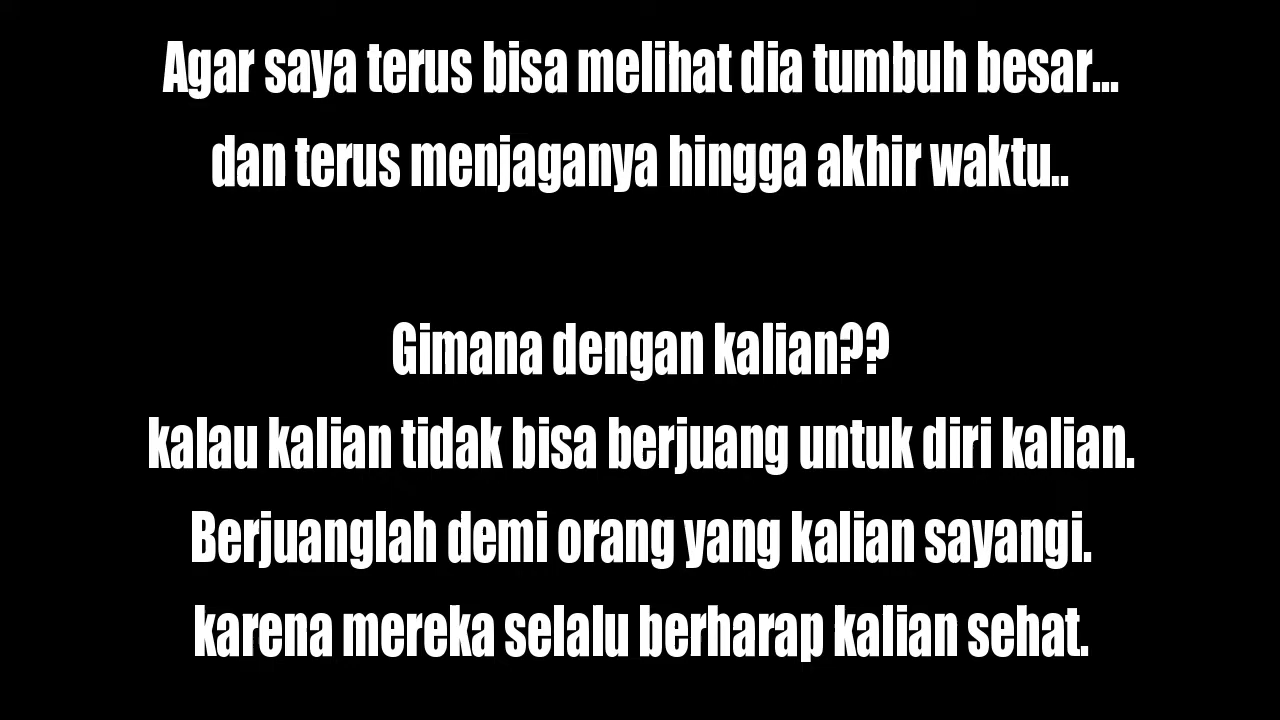 Agar saya terus bisa melihat dia tumbuh besar...
dan terus menjaganya hingga akhir waktu..
Gimana dengan kalian??
kalau kalian tidak bisa berjuang untuk diri kalian.
Berjuanglah demi orang yang kalian sayangi.
karena mereka selalu berharap kalian sehat.